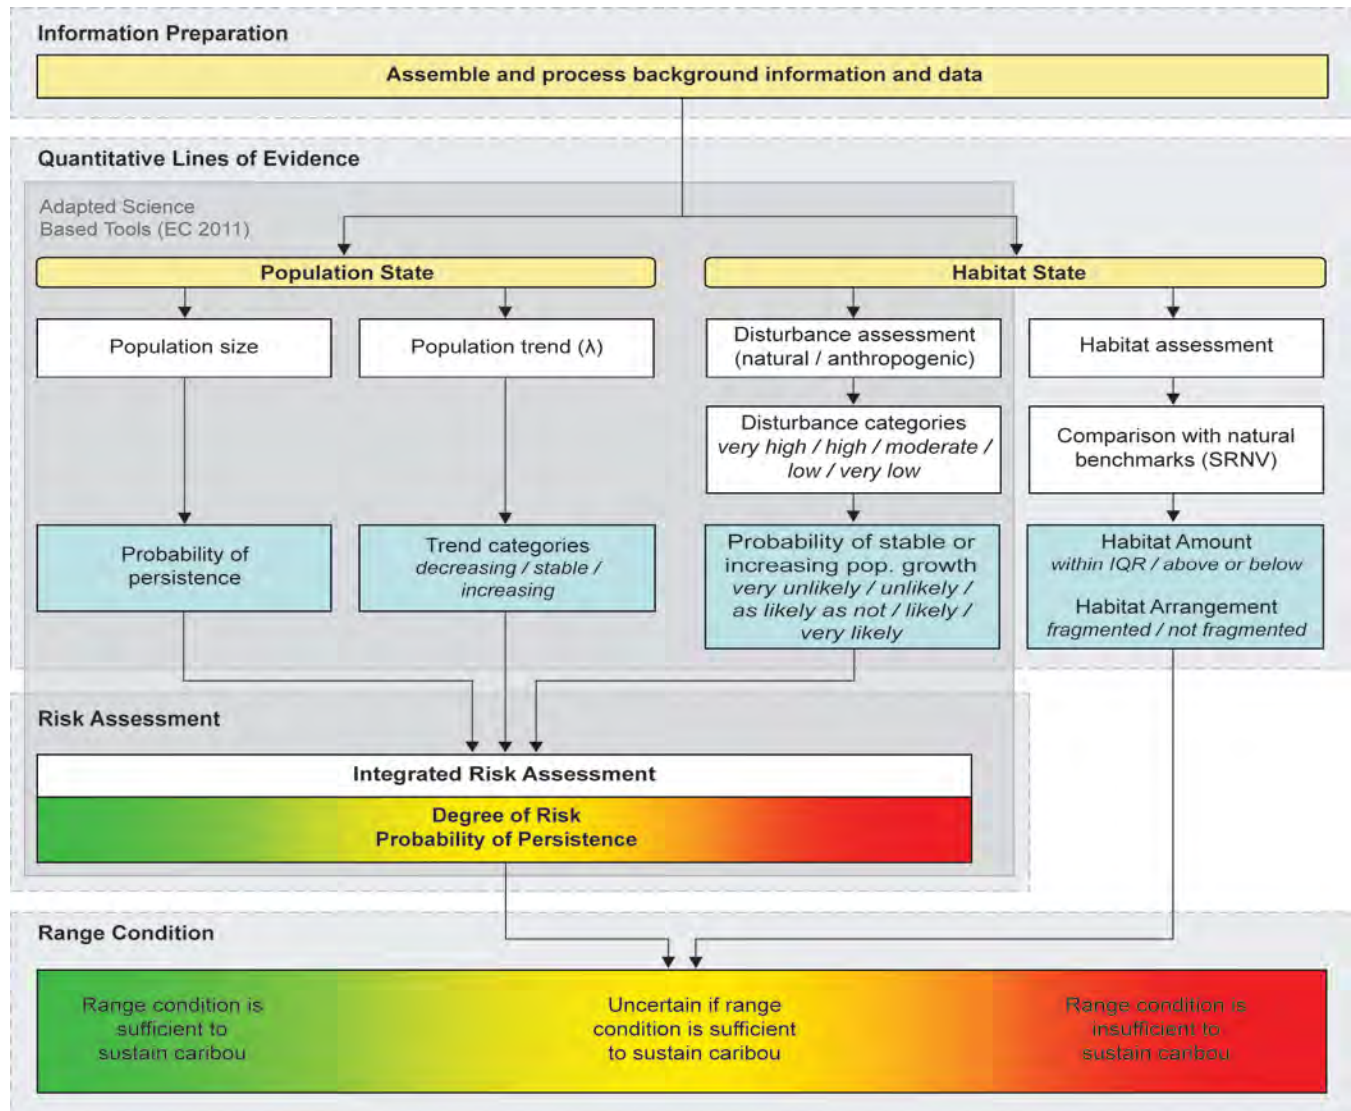 Information Preparation
Assemble and process background information and data
Quantitative Lines of Evidence
Adapted Science
Based Tools (EC 2011)
Population State
Habitat State
Population size
Population trend (λ)
Disturbance assessment
(natural / anthropogenic)
Habitat assessment
Disturbance categories
very high / high / moderate /
low / very low
Comparison with natural
benchmarks (SRNV)
Probability of
persistence
Trend categories
decreasing / stable /
increasing
Probability of stable or
increasing pop. growth
very unlikely / unlikely /
as likely as not / likely /
very likely
Habitat Amount
within IQR / above or below
Habitat Arrangement
fragmented / not fragmented
Risk Assessment
Integrated Risk Assessment
Degree of Risk
Probability of Persistence
Range Condition
Range condition is
sufficient to
sustain caribou
Uncertain if range
condition is sufficient
to sustain caribou
Range condition is
insufficient to
sustain caribou